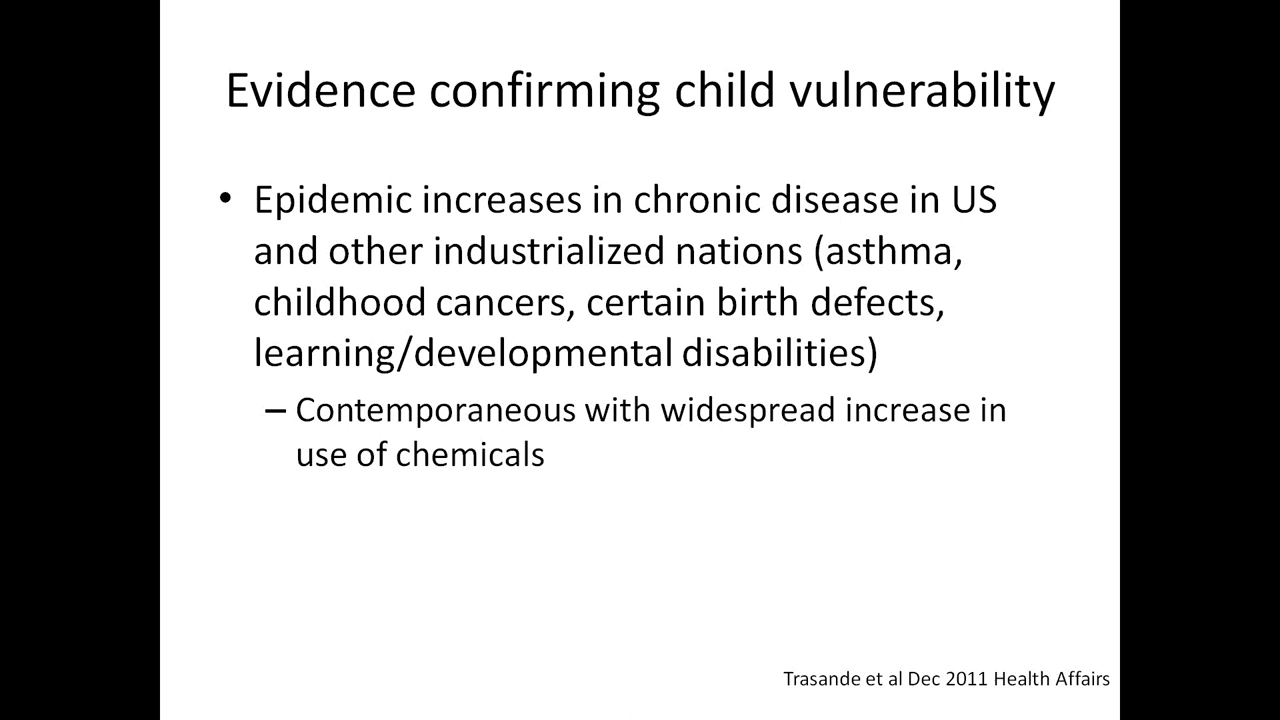 Evidence confirming child vulnerability
• Epidemic increases in chronic disease in US
and other industrialized nations (asthma,
childhood cancers, certain birth defects,
learning/developmental disabilities)
– Contemporaneous with widespread increase in
use of chemicals
Trasande et al Dec 2011 Health Affairs